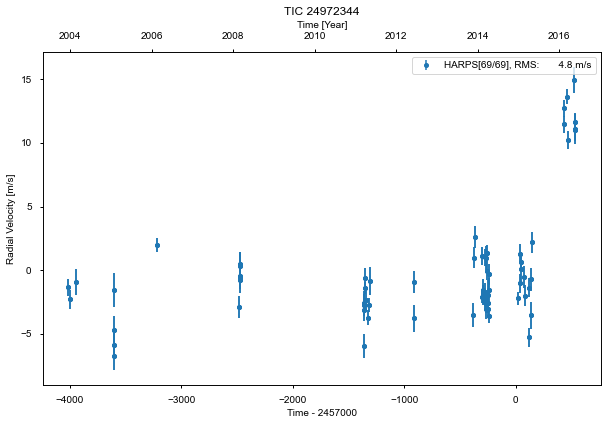 TIC 24972344
Time [Year]
2004 2006 2008 2010 2012 2014 2016
HARPS[69/69], RMS: 4.8 m/s
15
10
5
0
−5
Radial Velocity [m/s]
−4000 −3000 −2000 −1000 0
Time - 2457000